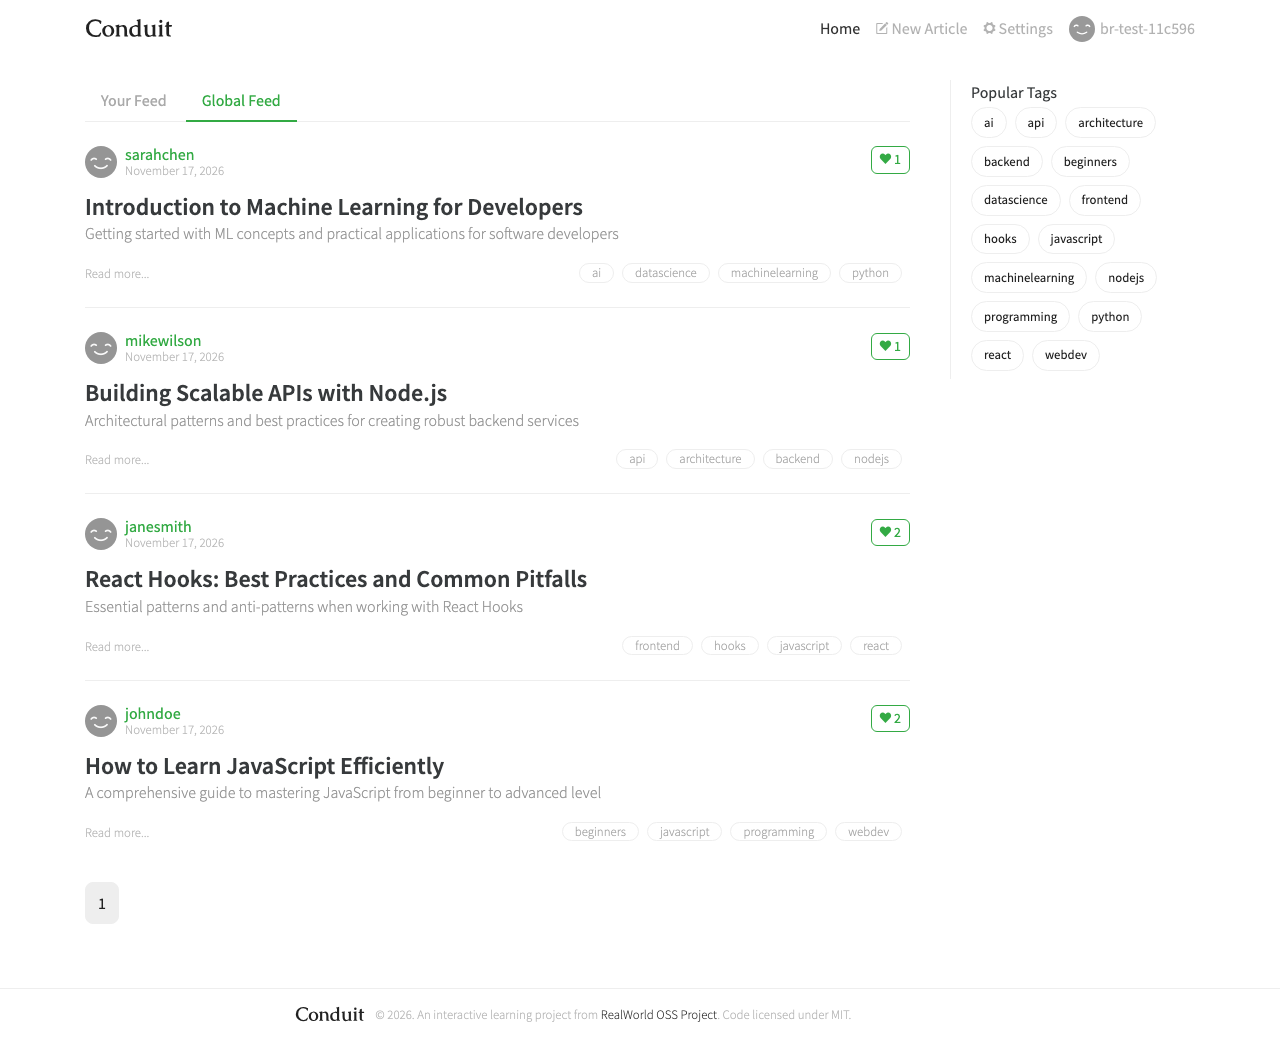 Conduit
Home New Article Settings br-test-11c596
Your Feed Global Feed
sarahchen
November 17, 2026
1
Introduction to Machine Learning for Developers
Getting started with ML concepts and practical applications for software developers
Read more... ai datascience machinelearning python
mikewilson
November 17, 2026
1
Building Scalable APIs with Node.js
Architectural patterns and best practices for creating robust backend services
Read more... api architecture backend nodejs
janesmith
November 17, 2026
2
React Hooks: Best Practices and Common Pitfalls
Essential patterns and anti-patterns when working with React Hooks
Read more... frontend hooks javascript react
johndoe
November 17, 2026
2
How to Learn JavaScript Efficiently
A comprehensive guide to mastering JavaScript from beginner to advanced level
Read more... beginners javascript programming webdev
1
Popular Tags
ai api architecture
backend beginners
datascience frontend
hooks javascript
machinelearning nodejs
programming python
react webdev
Conduit © 2026. An interactive learning project from RealWorld OSS Project. Code licensed under MIT.